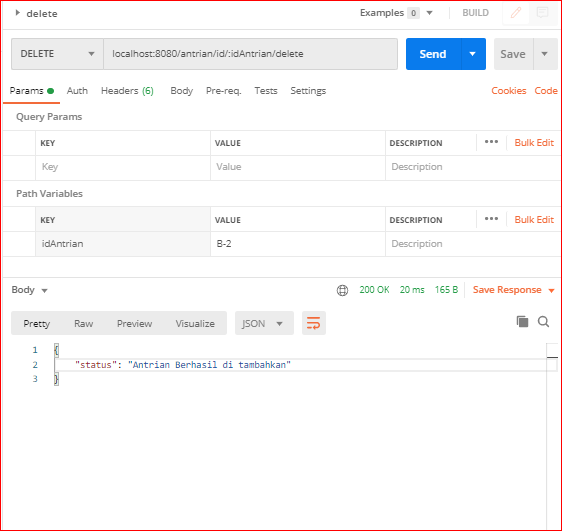 delete Examples 0 BUILD
DELETE localhost:8080/antrian/id/:idAntrian/delete Send Save
Params Auth Headers (6) Body Pre-req. Tests Settings Cookies Code
Query Params
KEY VALUE DESCRIPTION ••• Bulk Edit
Key Value Description
Path Variables
KEY VALUE DESCRIPTION ••• Bulk Edit
idAntrian B-2 Description
Body 200 OK 20 ms 165 B Save Response
Pretty Raw Preview Visualize JSON
1 {
2 "status": "Antrian Berhasil di tambahkan"
3 }